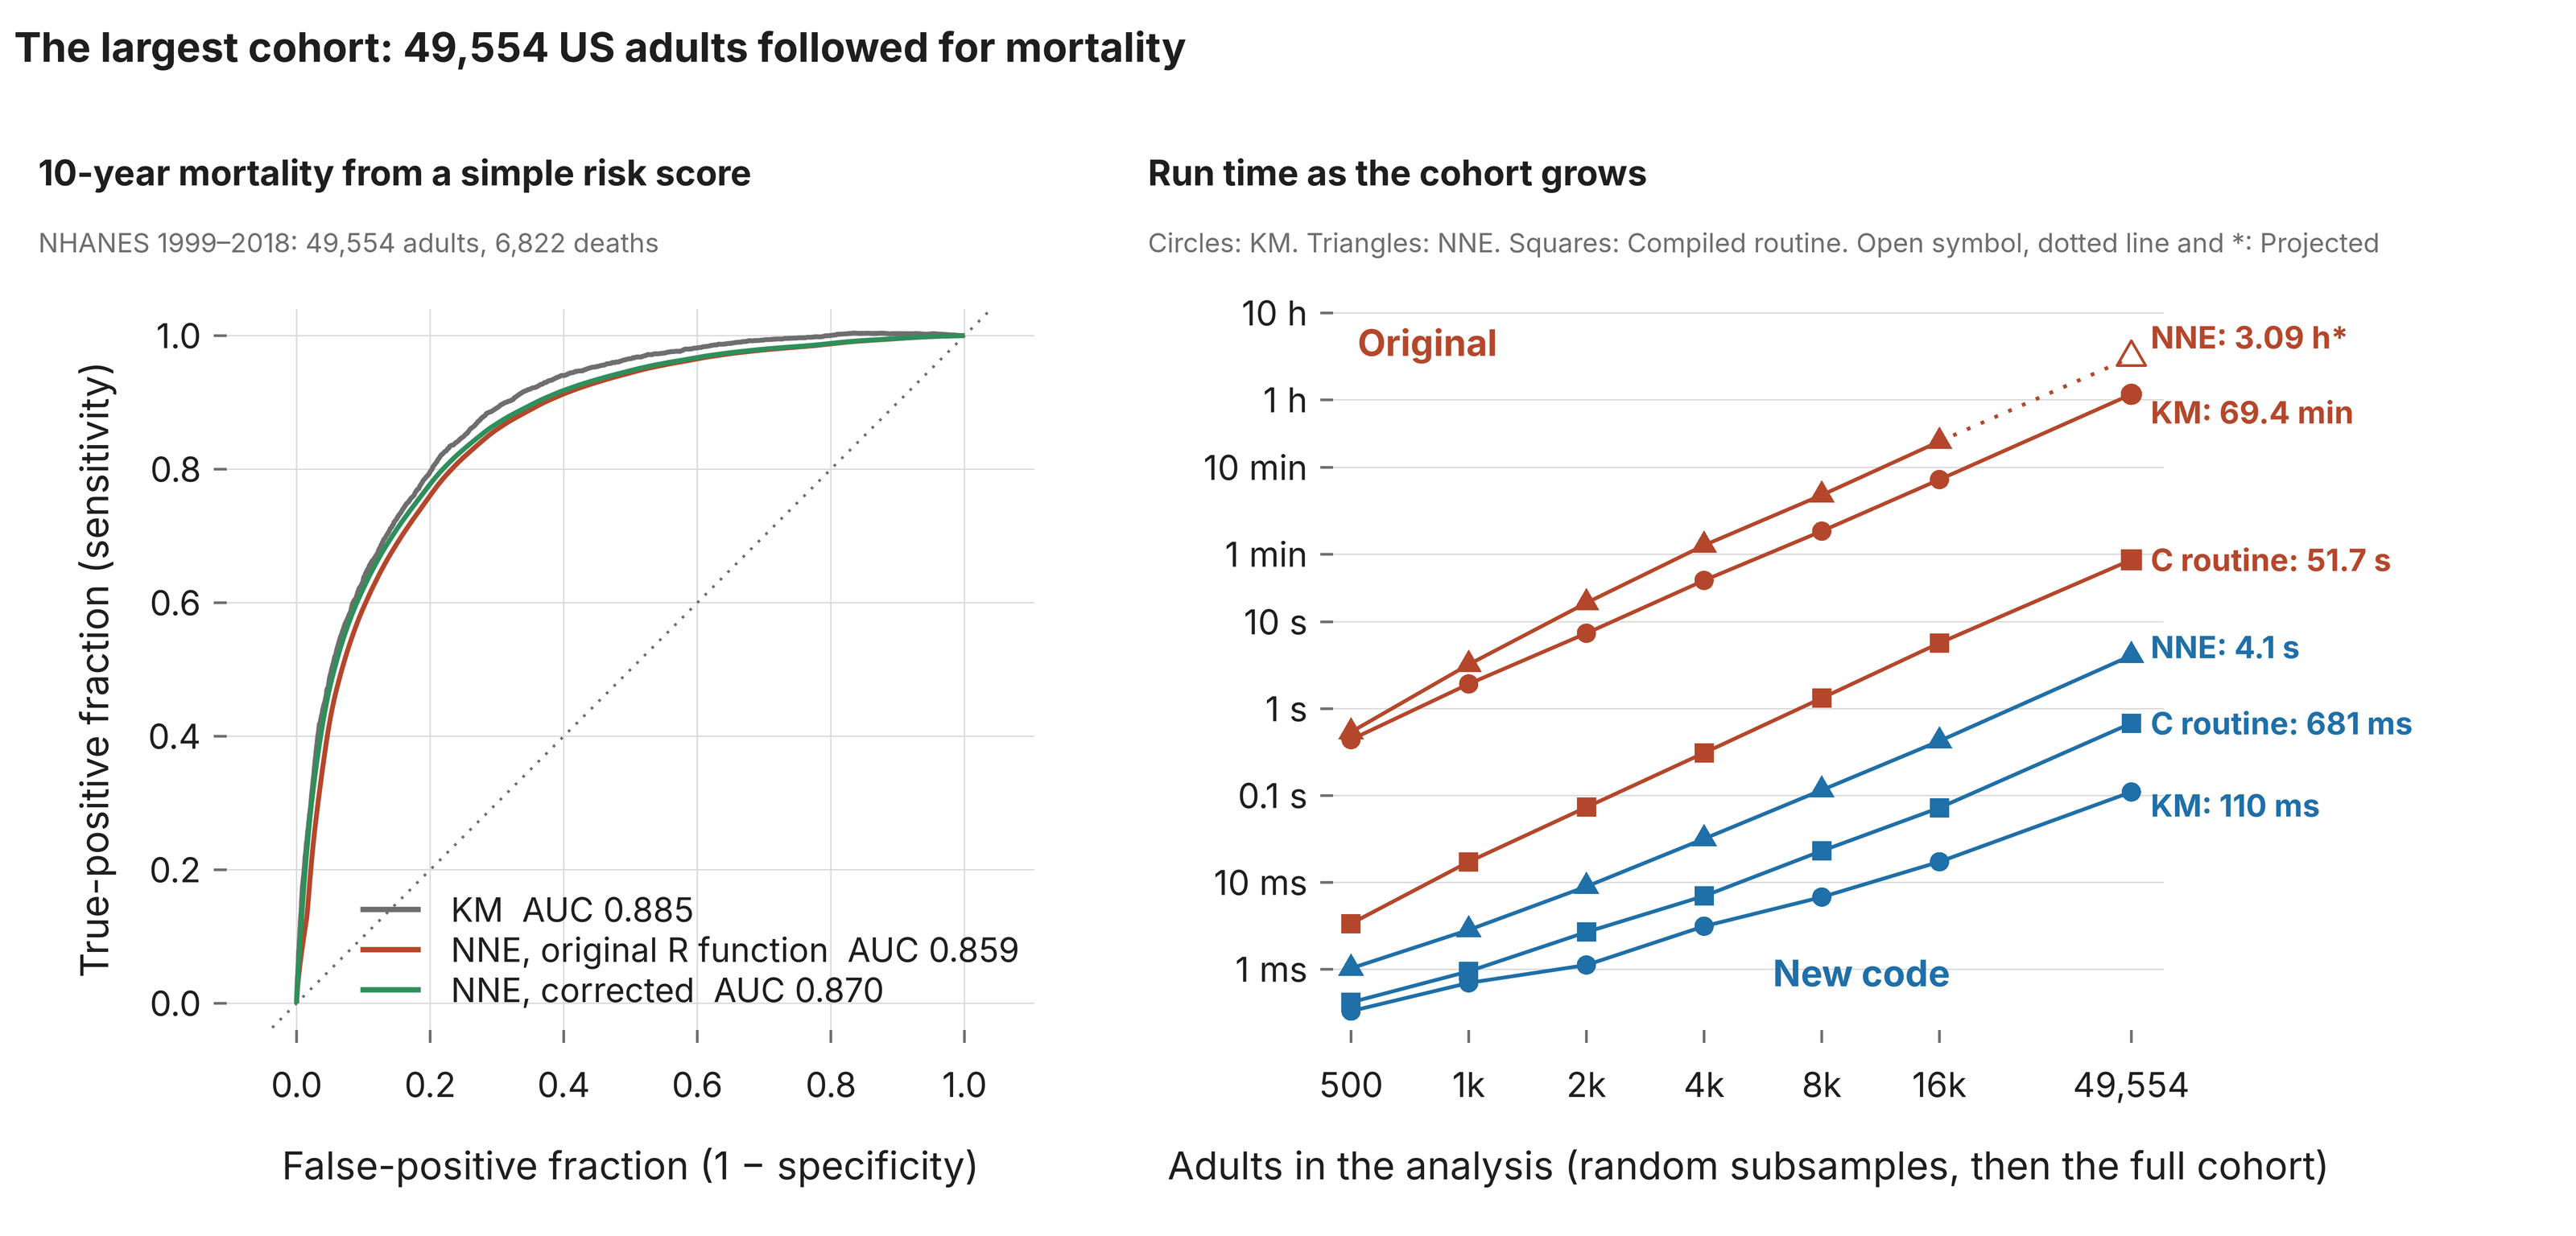 The largest cohort: 49,554 US adults followed for mortality
10-year mortality from a simple risk score
NHANES 1999–2018: 49,554 adults, 6,822 deaths
True-positive fraction (sensitivity)
1.0
0.8
0.6
0.4
0.2
0.0
KM AUC 0.885
NNE, original R function AUC 0.859
NNE, corrected AUC 0.870
0.0 0.2 0.4 0.6 0.8 1.0
False-positive fraction (1 − specificity)
Run time as the cohort grows
Circles: KM. Triangles: NNE. Squares: Compiled routine. Open symbol, dotted line and *: Projected
10 h
1 h
10 min
1 min
10 s
1 s
0.1 s
10 ms
1 ms
Original
NNE: 3.09 h*
KM: 69.4 min
C routine: 51.7 s
NNE: 4.1 s
C routine: 681 ms
KM: 110 ms
New code
500 1k 2k 4k 8k 16k 49,554
Adults in the analysis (random subsamples, then the full cohort)